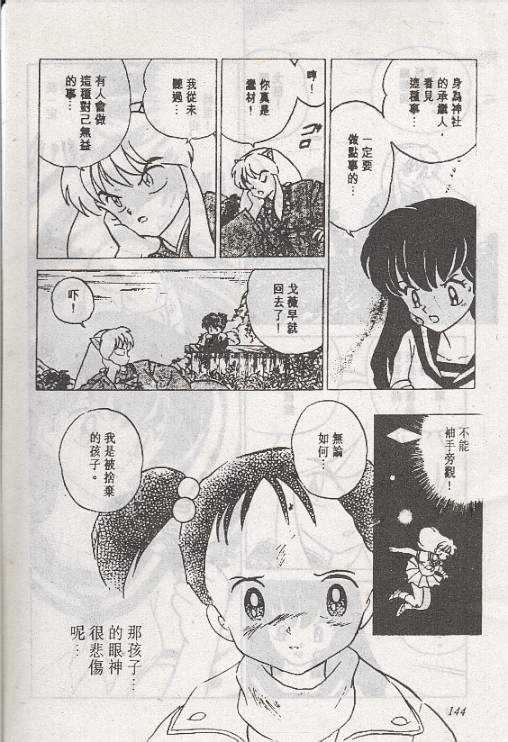 身為神社
的承繼人，
看見
這種事…
一定要
做點事的…
啤！
你真是
蠢材！
我從未
聽過…
有人會做
這種對己無益
的事…
戈薇早就
回去了！
吓！
不能
袖手旁觀！
無論
如何…
我是被捨棄
的孩子。
那孩子…
的眼神
很悲傷
呢…
144